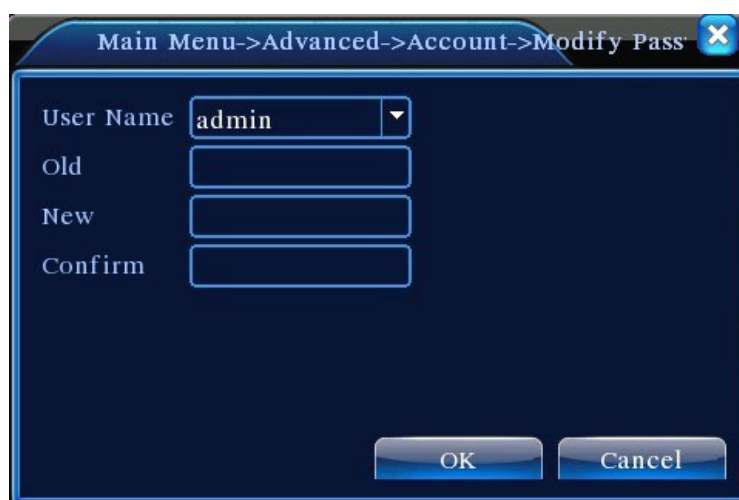 Main Menu->Advanced->Account->Modify Pass
User Name admin
Old
New
Confirm
OK Cancel